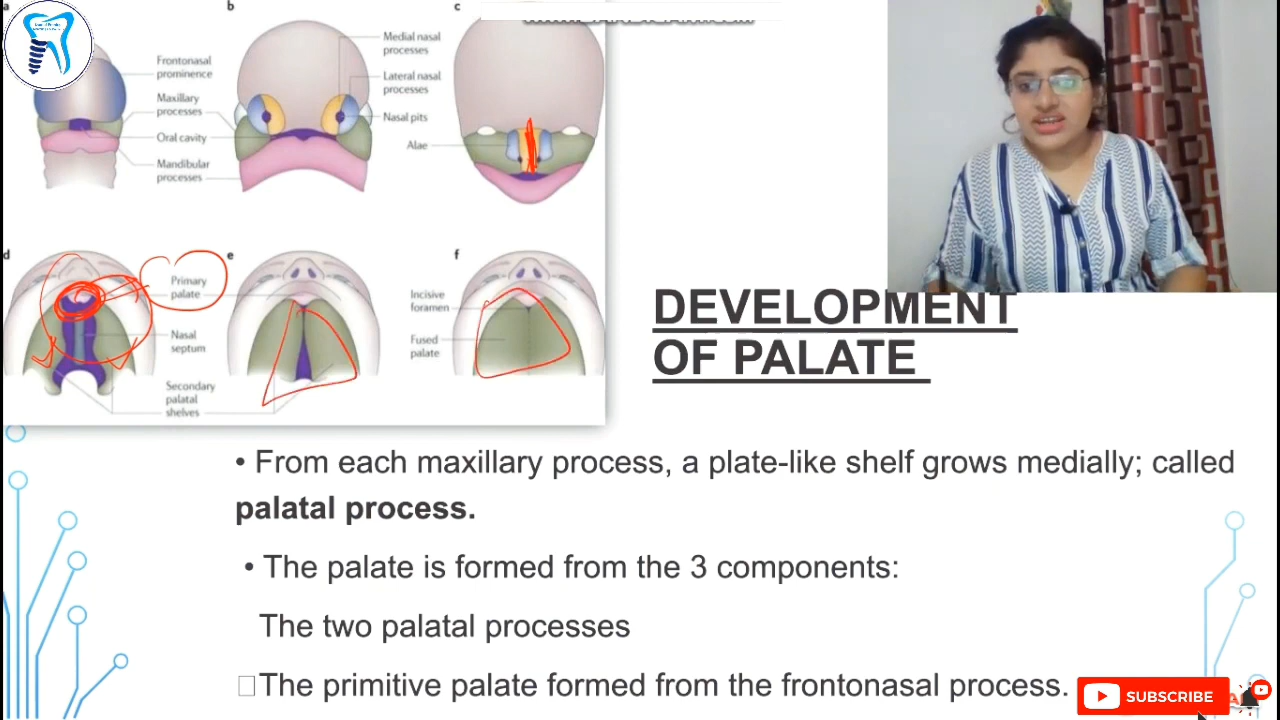 a
b
c
Frontonasal
prominence
Maxillary
processes
Oral cavity
Mandibular
processes
Medial nasal
processes
Lateral nasal
processes
Nasal pits
Alae
d
e
f
Primary
palate
Nasal
septum
Secondary
palatal
shelves
Incisive
foramen
Fused
palate
DEVELOPMENT
OF PALATE
• From each maxillary process, a plate-like shelf grows medially; called
palatal process.
• The palate is formed from the 3 components:
The two palatal processes
The primitive palate formed from the frontonasal process.
SUBSCRIBE